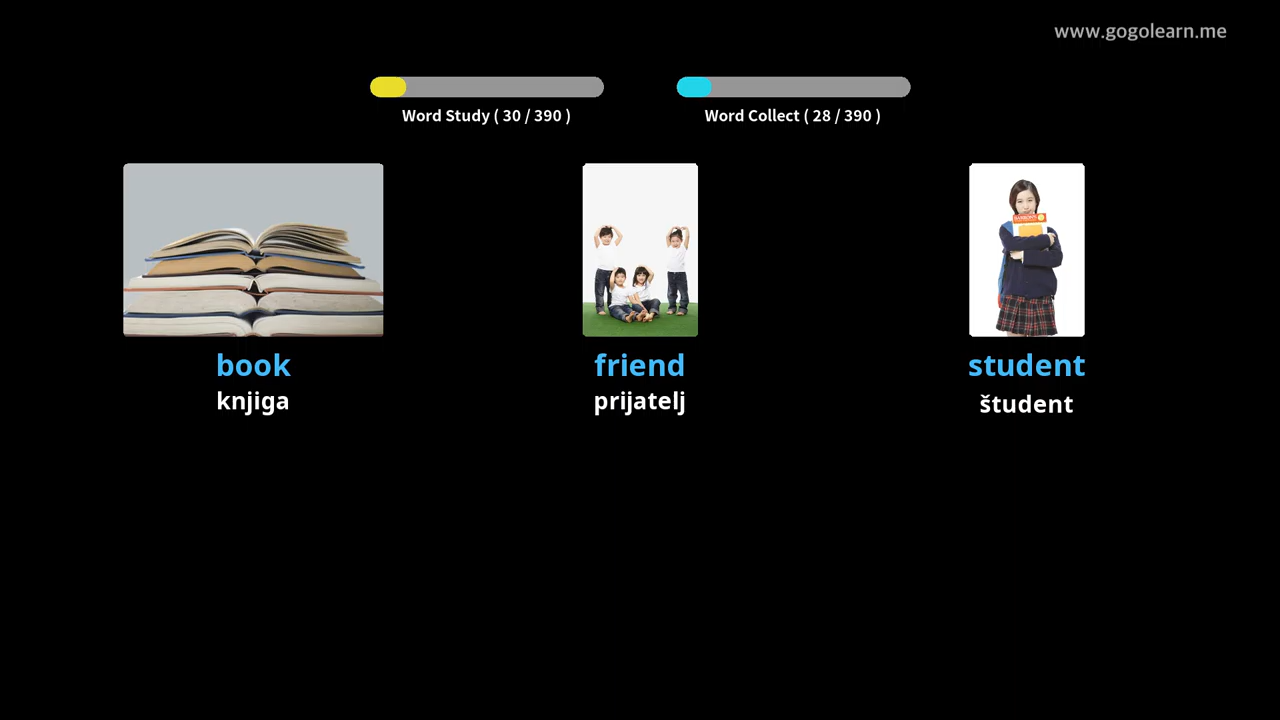 www.gogolearn.me
Word Study ( 30 / 390 )
Word Collect ( 28 / 390 )
book
knjiga
friend
prijatelj
student
študent